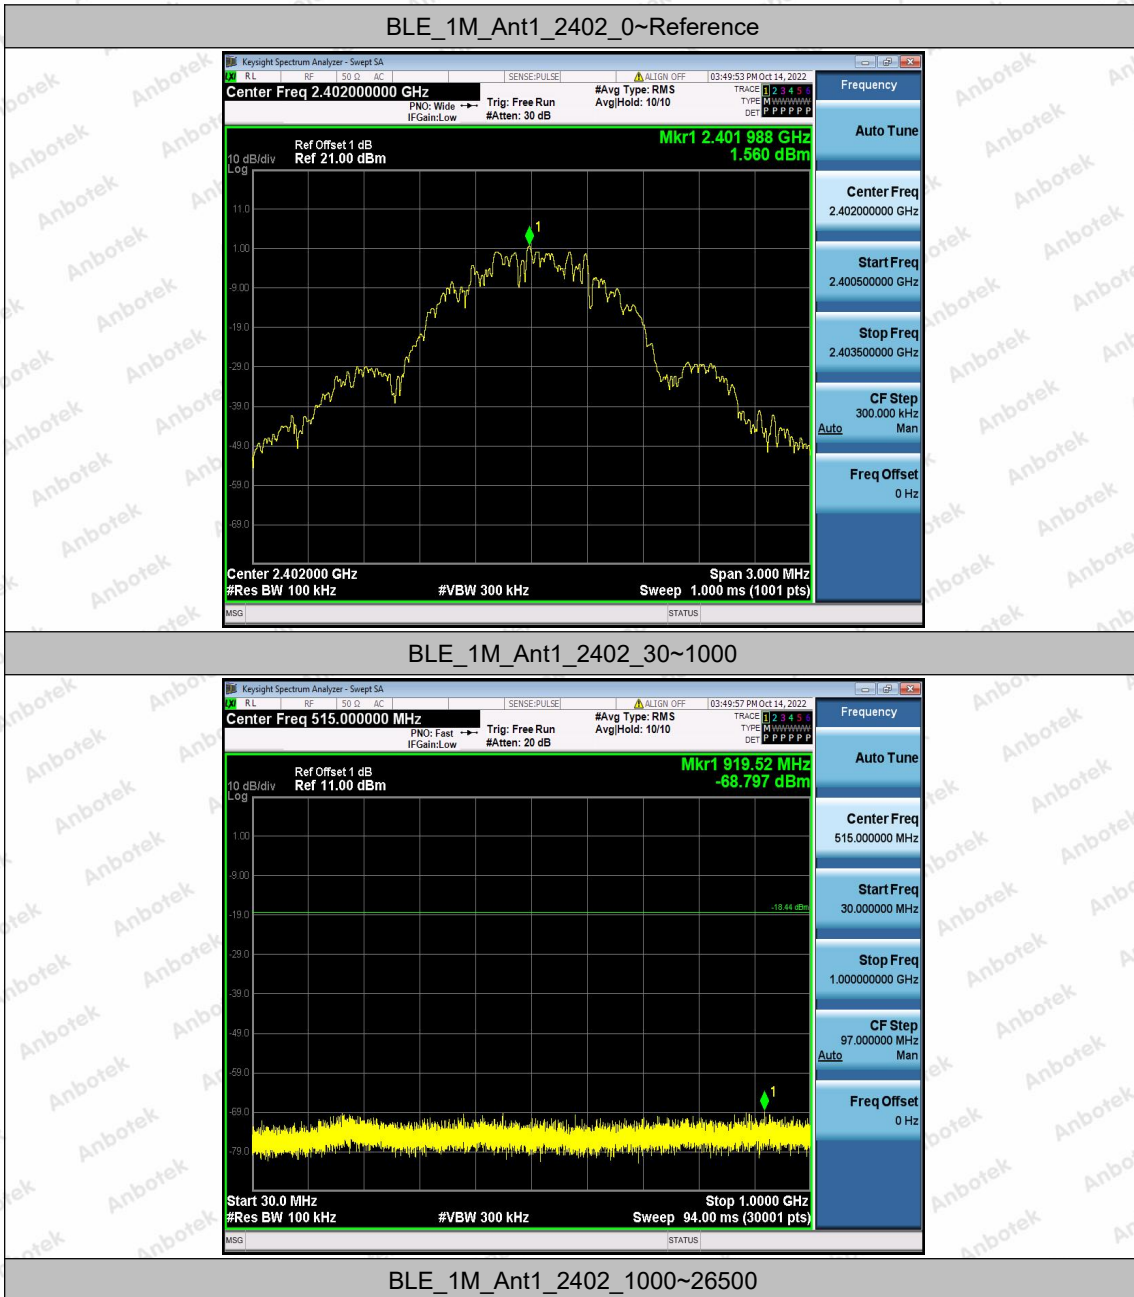 BLE_1M_Ant1_2402_0~Reference
Keysight Spectrum Analyzer - Swept SA
RL RF 50 Ω AC SENSE:PULSE ALIGN OFF 03:49:53 PM Oct 14, 2022
Center Freq 2.402000000 GHz
PNO: Wide
IFGain:Low
Trig: Free Run
#Atten: 30 dB
#Avg Type: RMS
Avg|Hold: 10/10
TRACE 1 2 3 4 5 6
TYPE M W W W W W
DET P P P P P P
Ref Offset 1 dB
10 dB/div Ref 21.00 dBm
Log
Mkr1 2.401 988 GHz
1.560 dBm
11.0
1
1.00
-9.00
-19.0
-29.0
-39.0
-49.0
-59.0
-69.0
Center 2.402000 GHz Span 3.000 MHz
#Res BW 100 kHz #VBW 300 kHz Sweep 1.000 ms (1001 pts)
MSG STATUS
Frequency
Auto Tune
Center Freq
2.402000000 GHz
Start Freq
2.400500000 GHz
Stop Freq
2.403500000 GHz
CF Step
300.000 kHz
Auto Man
Freq Offset
0 Hz
BLE_1M_Ant1_2402_30~1000
Keysight Spectrum Analyzer - Swept SA
RL RF 50 Ω AC SENSE:PULSE ALIGN OFF 03:49:57 PM Oct 14, 2022
Center Freq 515.000000 MHz
PNO: Fast
IFGain:Low
Trig: Free Run
#Atten: 20 dB
#Avg Type: RMS
Avg|Hold: 10/10
TRACE 1 2 3 4 5 6
TYPE M W W W W W
DET P P P P P P
Ref Offset 1 dB
10 dB/div Ref 11.00 dBm
Log
Mkr1 919.52 MHz
-68.797 dBm
1.00
-9.00
-18.44 dBm
-19.0
-29.0
-39.0
-49.0
-59.0
1
-69.0
-79.0
Start 30.0 MHz Stop 1.0000 GHz
#Res BW 100 kHz #VBW 300 kHz Sweep 94.00 ms (30001 pts)
MSG STATUS
Frequency
Auto Tune
Center Freq
515.000000 MHz
Start Freq
30.000000 MHz
Stop Freq
1.000000000 GHz
CF Step
97.000000 MHz
Auto Man
Freq Offset
0 Hz
BLE_1M_Ant1_2402_1000~26500